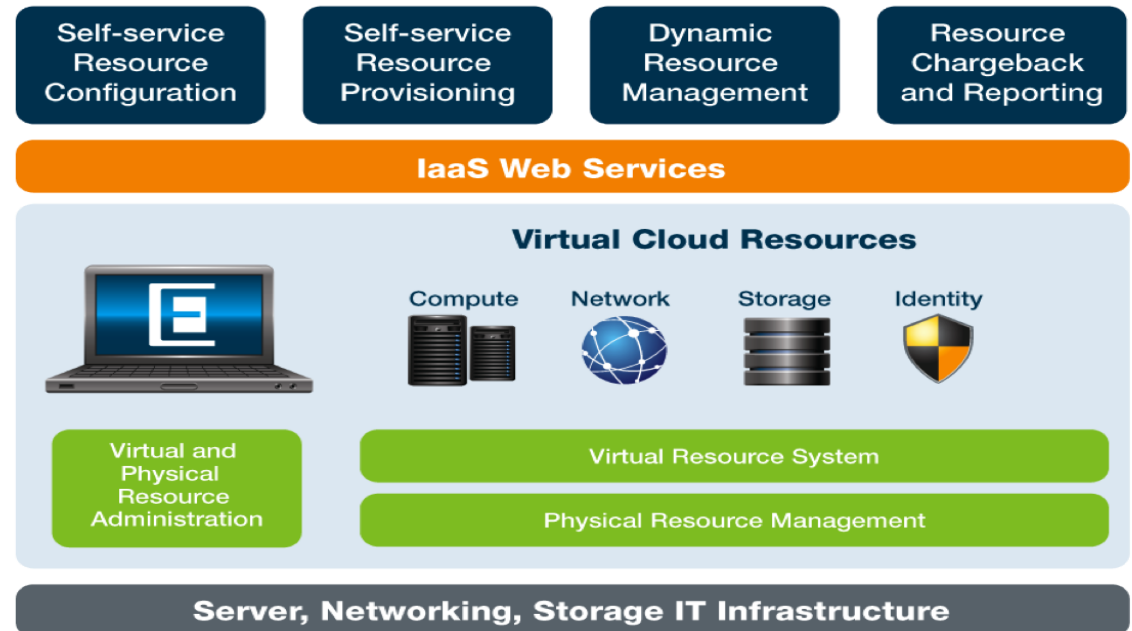 Self-service
Resource
Configuration
Self-service
Resource
Provisioning
Dynamic
Resource
Management
Resource
Chargeback
and Reporting
IaaS Web Services
Virtual Cloud Resources
Compute
Network
Storage
Identity
Virtual and
Physical
Resource
Administration
Virtual Resource System
Physical Resource Management
Server, Networking, Storage IT Infrastructure